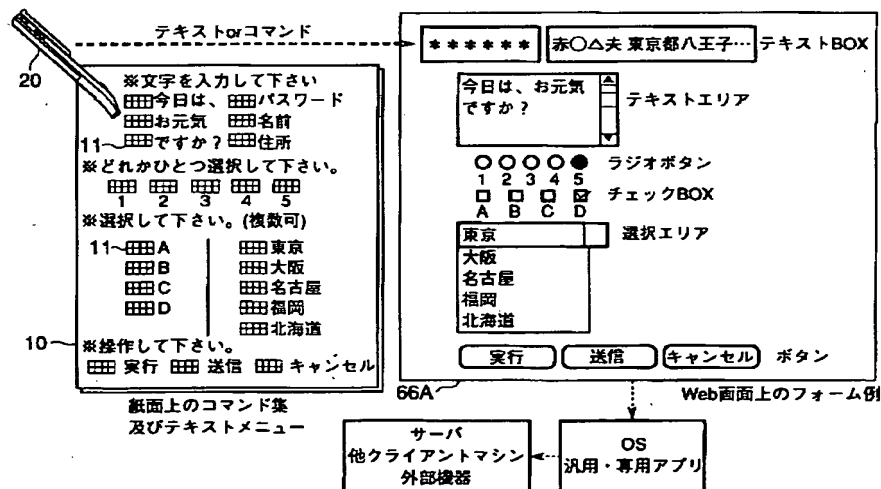 テキストorコマンド
20
※文字を入力して下さい
今日は、 パスワード
お元気 名前
11 ですか? 住所
※どれかひとつ選択して下さい。
1 2 3 4 5
※選択して下さい。(複数可)
11 A 東京
B 大阪
C 名古屋
D 福岡
北海道
10
※操作して下さい。
実行 送信 キャンセル
紙面上のコマンド集
及びテキストメニュー
****** 赤○△夫 東京都八王子… テキストBOX
今日は、お元気
ですか?
テキストエリア
ラジオボタン
1 2 3 4 5
チェックBOX
A B C D
東京 選択エリア
大阪
名古屋
福岡
北海道
実行 送信 キャンセル ボタン
66A
Web画面上のフォーム例
サーバ
他クライアントマシン
外部機器
OS
汎用・専用アプリ